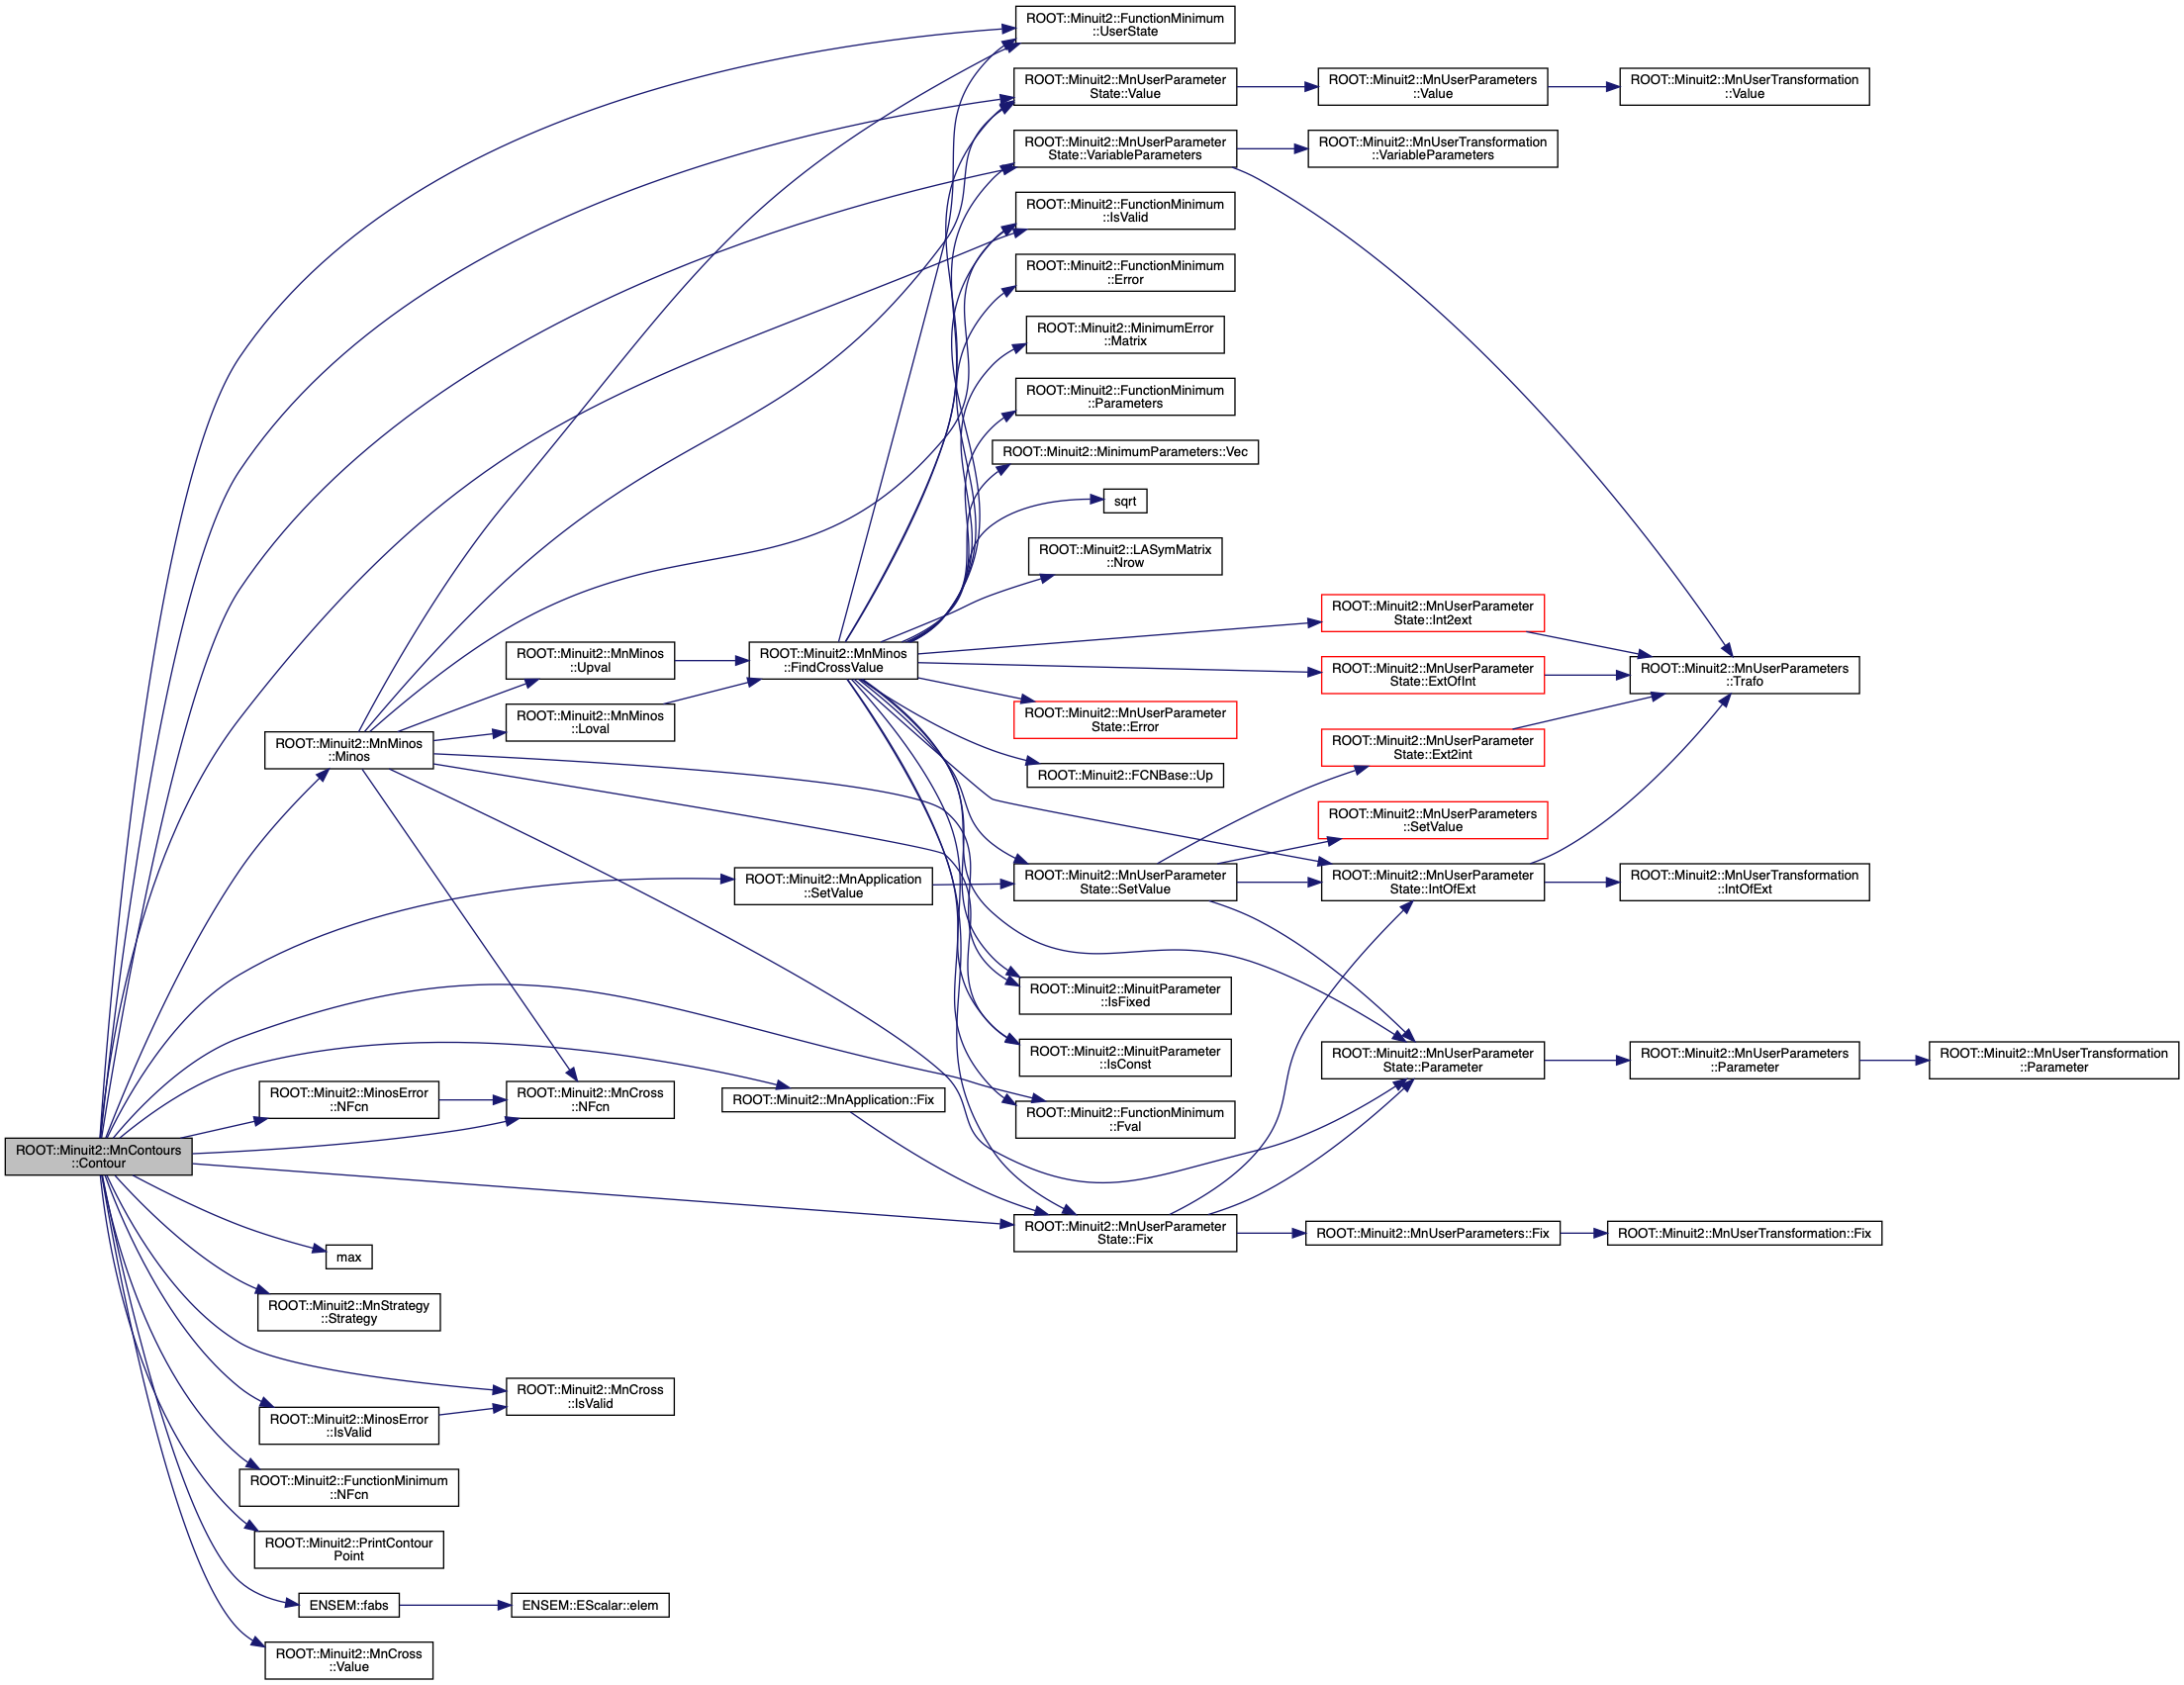 ROOT::Minuit2::FunctionMinimum
::UserState
ROOT::Minuit2::MnUserParameter
State::Value
ROOT::Minuit2::MnUserParameters
::Value
ROOT::Minuit2::MnUserTransformation
::Value
ROOT::Minuit2::MnUserParameter
State::VariableParameters
ROOT::Minuit2::MnUserTransformation
::VariableParameters
ROOT::Minuit2::FunctionMinimum
::IsValid
ROOT::Minuit2::FunctionMinimum
::Error
ROOT::Minuit2::MinimumError
::Matrix
ROOT::Minuit2::FunctionMinimum
::Parameters
ROOT::Minuit2::MinimumParameters::Vec
sqrt
ROOT::Minuit2::LASymMatrix
::Nrow
ROOT::Minuit2::MnUserParameter
State::Int2ext
ROOT::Minuit2::MnMinos
::Upval
ROOT::Minuit2::MnMinos
::FindCrossValue
ROOT::Minuit2::MnUserParameter
State::ExtOfInt
ROOT::Minuit2::MnUserParameters
::Trafo
ROOT::Minuit2::MnMinos
::Loval
ROOT::Minuit2::MnUserParameter
State::Error
ROOT::Minuit2::MnMinos
::Minos
ROOT::Minuit2::MnUserParameter
State::Ext2int
ROOT::Minuit2::FCNBase::Up
ROOT::Minuit2::MnUserParameters
::SetValue
ROOT::Minuit2::MnApplication
::SetValue
ROOT::Minuit2::MnUserParameter
State::SetValue
ROOT::Minuit2::MnUserParameter
State::IntOfExt
ROOT::Minuit2::MnUserTransformation
::IntOfExt
ROOT::Minuit2::MinuitParameter
::IsFixed
ROOT::Minuit2::MinuitParameter
::IsConst
ROOT::Minuit2::MnUserParameter
State::Parameter
ROOT::Minuit2::MnUserParameters
::Parameter
ROOT::Minuit2::MnUserTransformation
::Parameter
ROOT::Minuit2::MinosError
::NFcn
ROOT::Minuit2::MnCross
::NFcn
ROOT::Minuit2::MnApplication::Fix
ROOT::Minuit2::FunctionMinimum
::Fval
ROOT::Minuit2::MnContours
::Contour
ROOT::Minuit2::MnUserParameter
State::Fix
ROOT::Minuit2::MnUserParameters::Fix
ROOT::Minuit2::MnUserTransformation::Fix
max
ROOT::Minuit2::MnStrategy
::Strategy
ROOT::Minuit2::MnCross
::IsValid
ROOT::Minuit2::MinosError
::IsValid
ROOT::Minuit2::FunctionMinimum
::NFcn
ROOT::Minuit2::PrintContour
Point
ENSEM::fabs
ENSEM::EScalar::elem
ROOT::Minuit2::MnCross
::Value